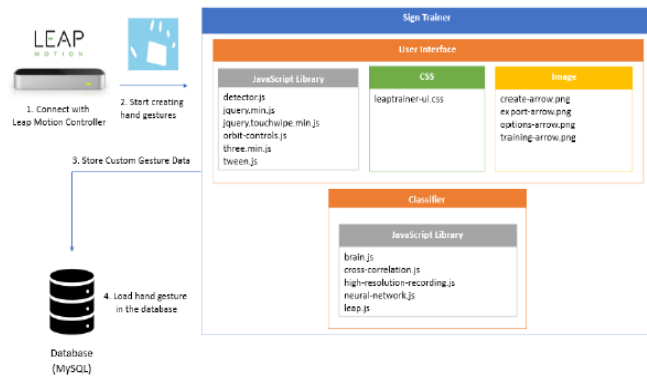 LEAP
MOTION
1. Connect with
Leap Motion Controller
2. Start creating
hand gestures
3. Store Custom Gesture Data
4. Load hand gesture
in the database
Database
(MySQL)
Sign Trainer
User Interface
JavaScript Library
detector.js
jquery.min.js
jquery.touchwipe.min.js
orbit-controls.js
three.min.js
tween.js
CSS
leaptrainer-ui.css
Image
create-arrow.png
export-arrow.png
options-arrow.png
training-arrow.png
Classifier
JavaScript Library
brain.js
cross-correlation.js
high-resolution-recording.js
neural-network.js
leap.js